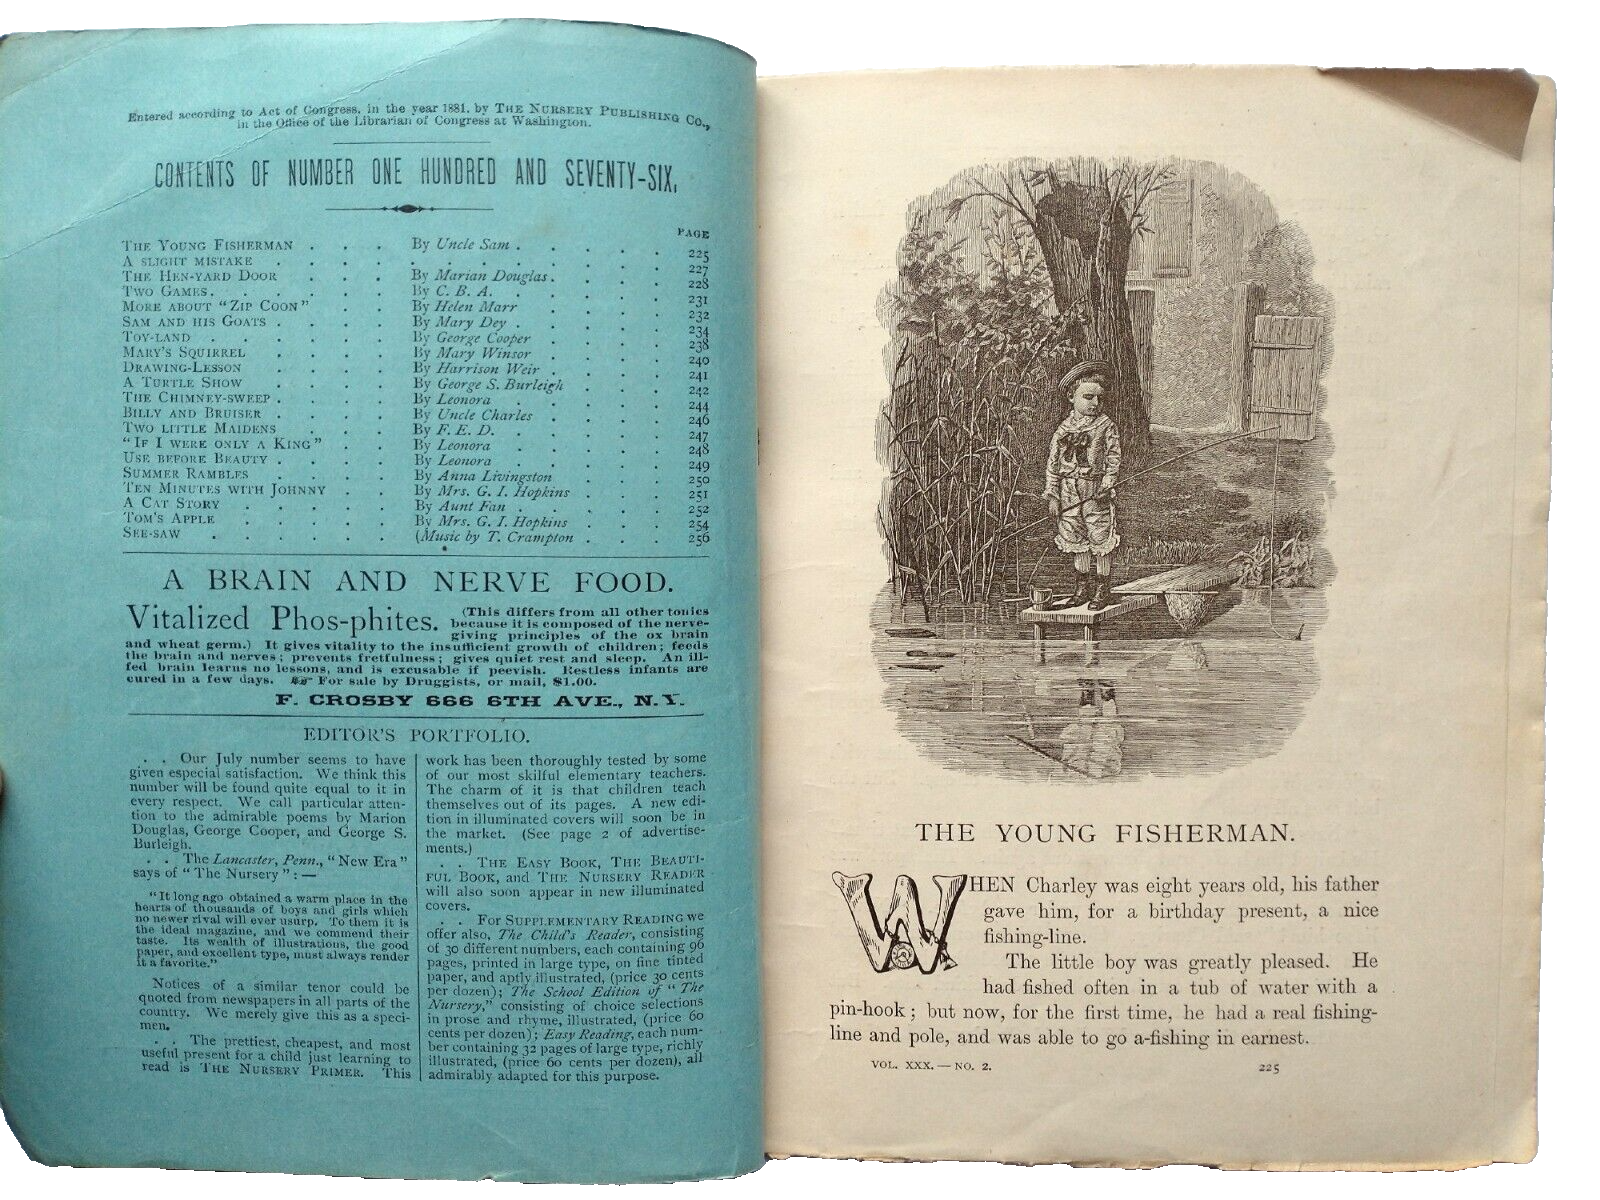 Entered according to Act of Congress, in the year 1881, by THE NURSERY PUBLISHING CO.,
in the Office of the Librarian of Congress at Washington.
CONTENTS OF NUMBER ONE HUNDRED AND SEVENTY-SIX,
PAGE
THE YOUNG FISHERMAN . . . By Uncle Sam . . . . . 225
A SLIGHT MISTAKE . . . . . . . . . . . . 227
THE HEN-YARD DOOR . . . By Marian Douglas . . . . 228
TWO GAMES . . . . . . By C. B. A. . . . . . 231
MORE ABOUT "ZIP COON" . . By Helen Marr . . . . 232
SAM AND HIS GOATS . . . . By Mary Dey . . . . . 234
TOY-LAND . . . . . . By George Cooper . . . . 238
MARY'S SQUIRREL . . . . By Mary Winsor . . . . 240
DRAWING-LESSON . . . . By Harrison Weir . . . . 241
A TURTLE SHOW . . . . By George S. Burleigh . . . 242
THE CHIMNEY-SWEEP . . . . By Leonora . . . . . 244
BILLY AND BRUISER . . . . By Uncle Charles . . . . 246
TWO LITTLE MAIDENS . . . By F. E. D. . . . . . 247
"IF I WERE ONLY A KING" . . By Leonora . . . . . 248
USE BEFORE BEAUTY . . . . By Leonora . . . . . 249
SUMMER RAMBLES . . . . By Anna Livingston . . . . 250
TEN MINUTES WITH JOHNNY . . By Mrs. G. I. Hopkins . . . 251
A CAT STORY . . . . . By Aunt Fan . . . . . 252
TOM'S APPLE . . . . . By Mrs. G. I. Hopkins . . . 254
SEE-SAW . . . . . . (Music by T. Crampton . . . 256
A BRAIN AND NERVE FOOD.
Vitalized Phos-phites. (This differs from all other tonics
because it is composed of the nerve-
giving principles of the ox brain
and wheat germ.) It gives vitality to the insufficient growth of children; feeds
the brain and nerves; prevents fretfulness; gives quiet rest and sleep. An ill-
fed brain learns no lessons, and is excusable if peevish. Restless infants are
cured in a few days. ☞ For sale by Druggists, or mail, $1.00.
F. CROSBY 666 6TH AVE., N.Y.
EDITOR'S PORTFOLIO.
. . Our July number seems to have
given especial satisfaction. We think this
number will be found quite equal to it in
every respect. We call particular atten-
tion to the admirable poems by Marion
Douglas, George Cooper, and George S.
Burleigh.
. . The Lancaster, Penn., "New Era"
says of "The Nursery": —
"It long ago obtained a warm place in the
hearts of thousands of boys and girls which
no newer rival will ever usurp. To them it is
the ideal magazine, and we commend their
taste. Its wealth of illustrations, the good
paper, and excellent type, must always render
it a favorite."
Notices of a similar tenor could be
quoted from newspapers in all parts of the
country. We merely give this as a speci-
men.
. . The prettiest, cheapest, and most
useful present for a child just learning to
read is THE NURSERY PRIMER. This
work has been thoroughly tested by some
of our most skilful elementary teachers.
The charm of it is that children teach
themselves out of its pages. A new edi-
tion in illuminated covers will soon be in
the market. (See page 2 of advertise-
ments.)
. . THE EASY BOOK, THE BEAUTI-
FUL BOOK, and THE NURSERY READER
will also soon appear in new illuminated
covers.
. . For SUPPLEMENTARY READING we
offer also, The Child's Reader, consisting
of 30 different numbers, each containing 96
pages, printed in large type, on fine tinted
paper, and aptly illustrated, (price 30 cents
per dozen); The School Edition of "The
Nursery," consisting of choice selections
in prose and rhyme, illustrated, (price 60
cents per dozen); Easy Reading, each num-
ber containing 32 pages of large type, richly
illustrated, (price 60 cents per dozen), all
admirably adapted for this purpose.
THE YOUNG FISHERMAN.
WHEN Charley was eight years old, his father
gave him, for a birthday present, a nice
fishing-line.
The little boy was greatly pleased. He
had fished often in a tub of water with a
pin-hook; but now, for the first time, he had a real fishing-
line and pole, and was able to go a-fishing in earnest.
VOL. XXX. — NO. 2. 225